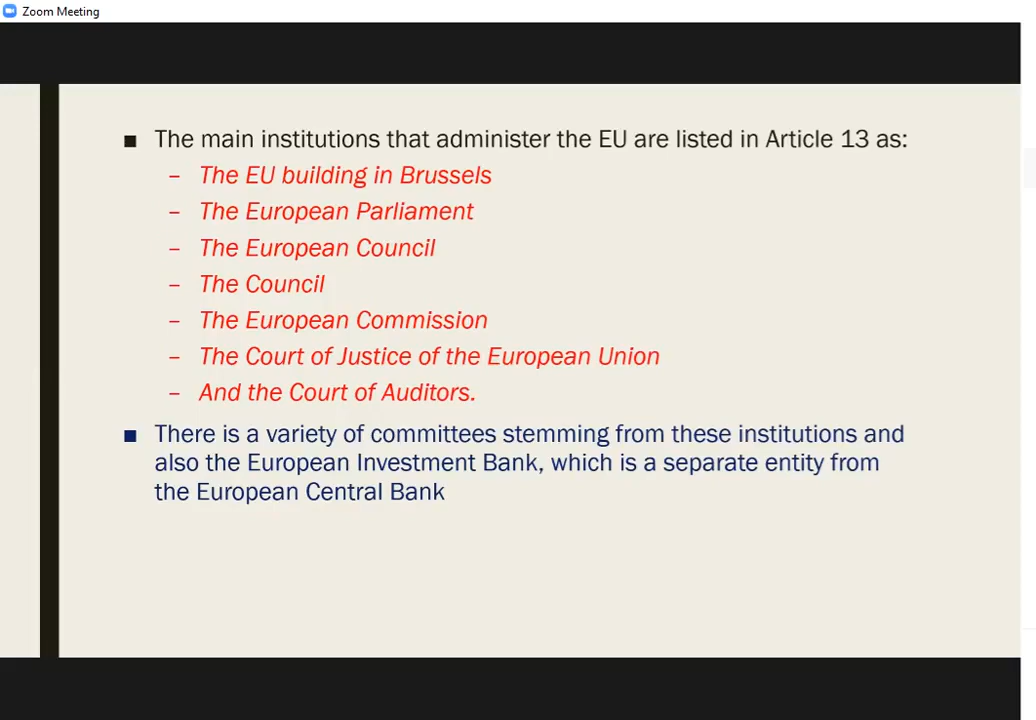 Zoom Meeting
■ The main institutions that administer the EU are listed in Article 13 as:
– The EU building in Brussels
– The European Parliament
– The European Council
– The Council
– The European Commission
– The Court of Justice of the European Union
– And the Court of Auditors.
■ There is a variety of committees stemming from these institutions and
also the European Investment Bank, which is a separate entity from
the European Central Bank